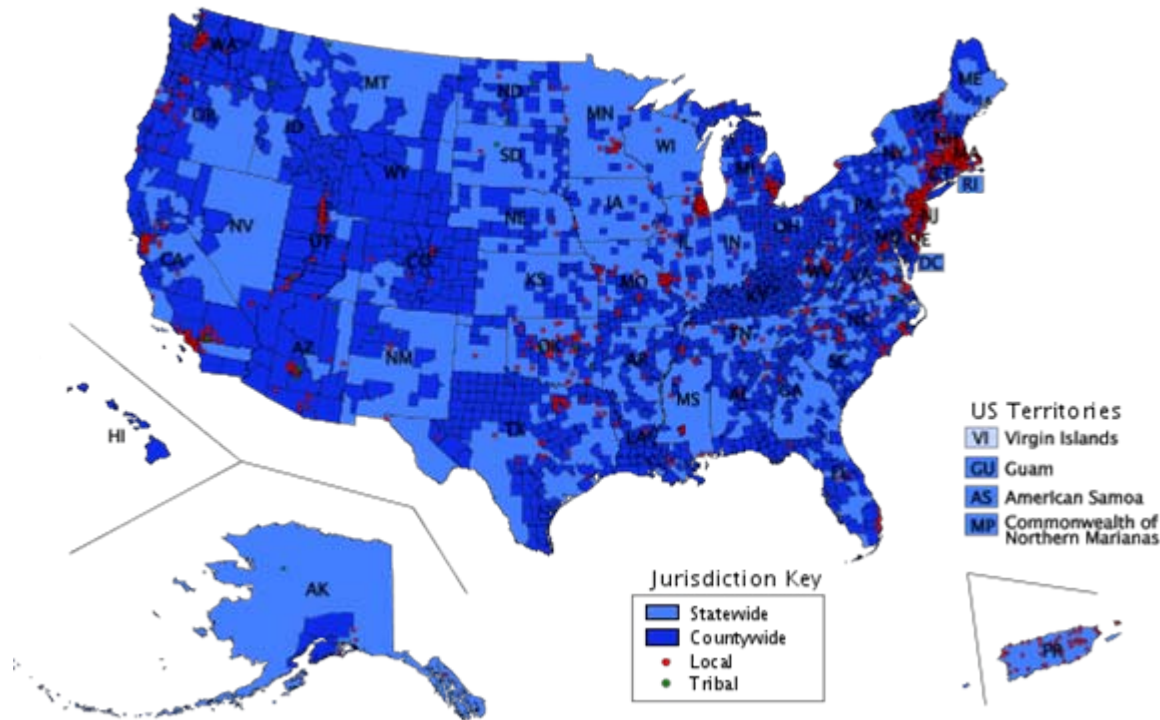 ME
MT
ND
MN
VT
OR
ID
NH
SD
WI
NY
MA
WY
MI
CT
RI
IA
PA
NE
NJ
NV
OH
UT
IL
IN
MD
DE
CA
CO
DC
KS
MO
WV
VA
KY
NC
TN
AZ
OK
NM
AR
SC
MS
AL
GA
TX
LA
FL
HI
US Territories
VI Virgin Islands
GU Guam
AS American Samoa
MP Commonwealth of
Northern Marianas
AK
Jurisdiction Key
Statewide
Countywide
Local
Tribal
PR